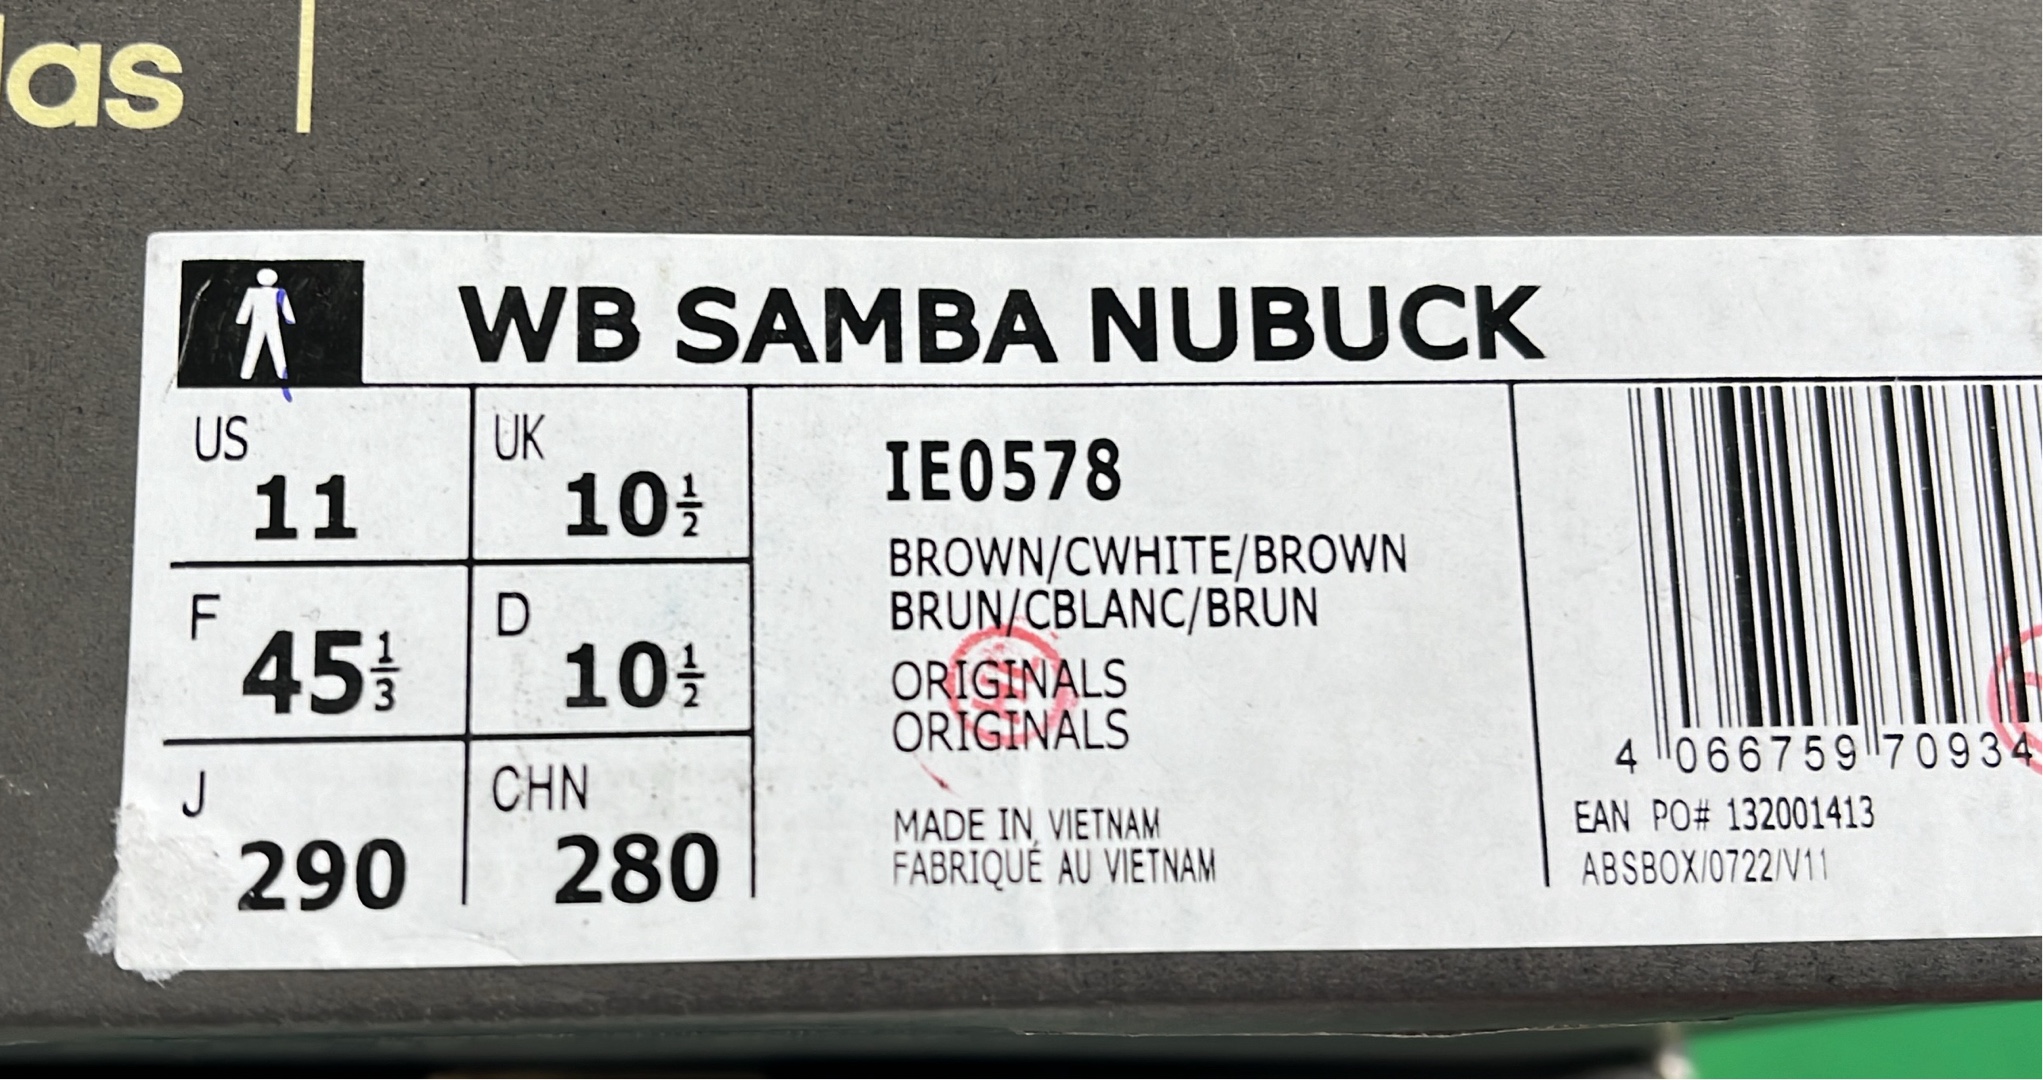 das
WB SAMBA NUBUCK
US 11
UK 10 1/2
F 45 1/3
D 10 1/2
J 290
CHN 280
IE0578
BROWN/CWHITE/BROWN
BRUN/CBLANC/BRUN
ORIGINALS
ORIGINALS
MADE IN VIETNAM
FABRIQUÉ AU VIETNAM
4 066759 70934
EAN PO# 132001413
ABSBOX/0722/V11